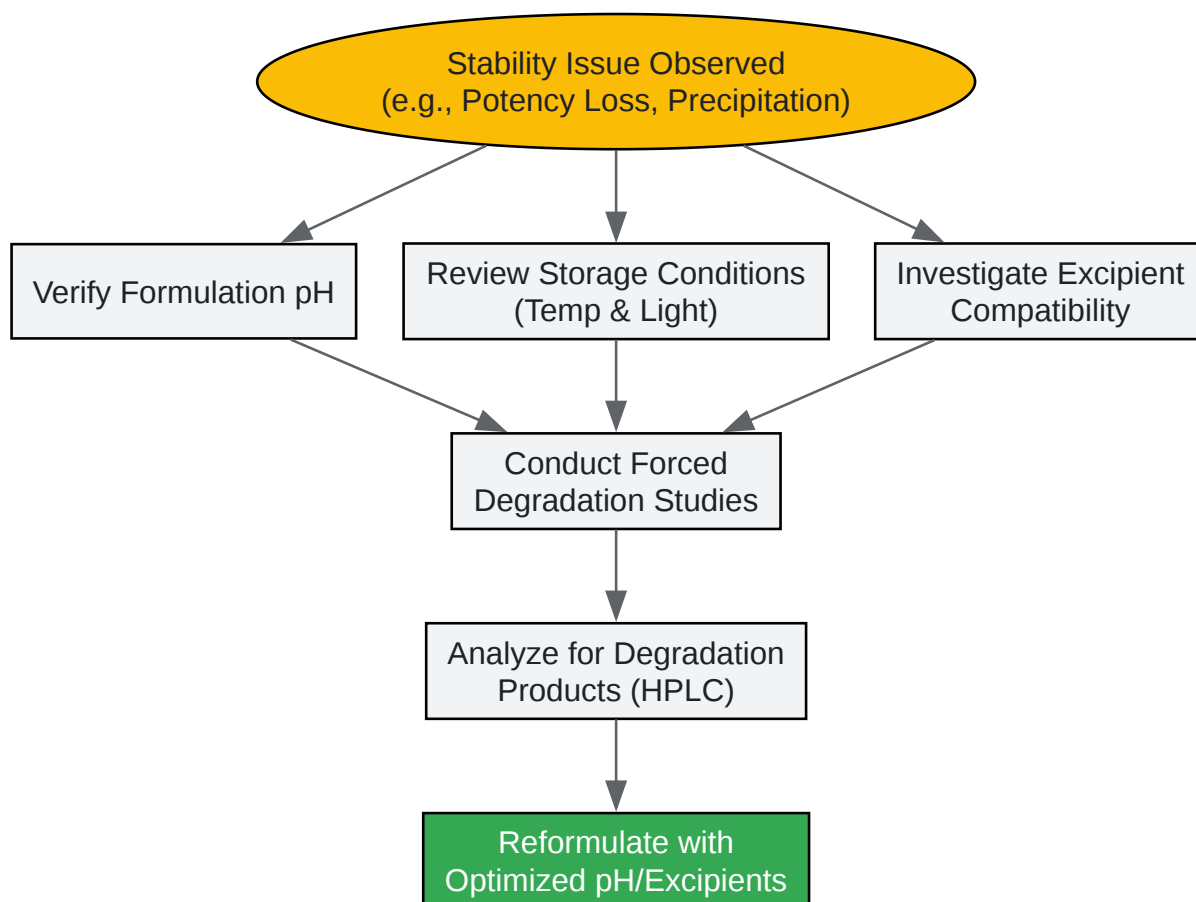 Stability Issue Observed
(e.g., Potency Loss, Precipitation)
Verify Formulation pH
Review Storage Conditions
(Temp & Light)
Investigate Excipient
Compatibility
Conduct Forced
Degradation Studies
Analyze for Degradation
Products (HPLC)
Reformulate with
Optimized pH/Excipients